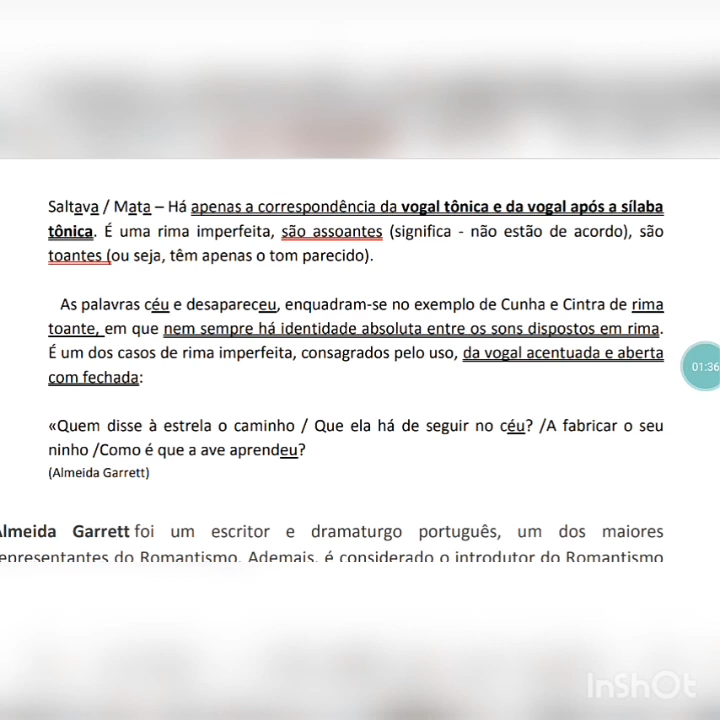 Saltava / Mata – Há apenas a correspondência da vogal tônica e da vogal após a sílaba
tônica. É uma rima imperfeita, são assoantes (significa - não estão de acordo), são
toantes (ou seja, têm apenas o tom parecido).
As palavras céu e desapareceu, enquadram-se no exemplo de Cunha e Cintra de rima
toante, em que nem sempre há identidade absoluta entre os sons dispostos em rima.
É um dos casos de rima imperfeita, consagrados pelo uso, da vogal acentuada e aberta
com fechada:
01:36
«Quem disse à estrela o caminho / Que ela há de seguir no céu? /A fabricar o seu
ninho /Como é que a ave aprendeu?
(Almeida Garrett)
Almeida Garrett foi um escritor e dramaturgo português, um dos maiores
representantes do Romantismo. Ademais, é considerado o introdutor do Romantismo
InShOt